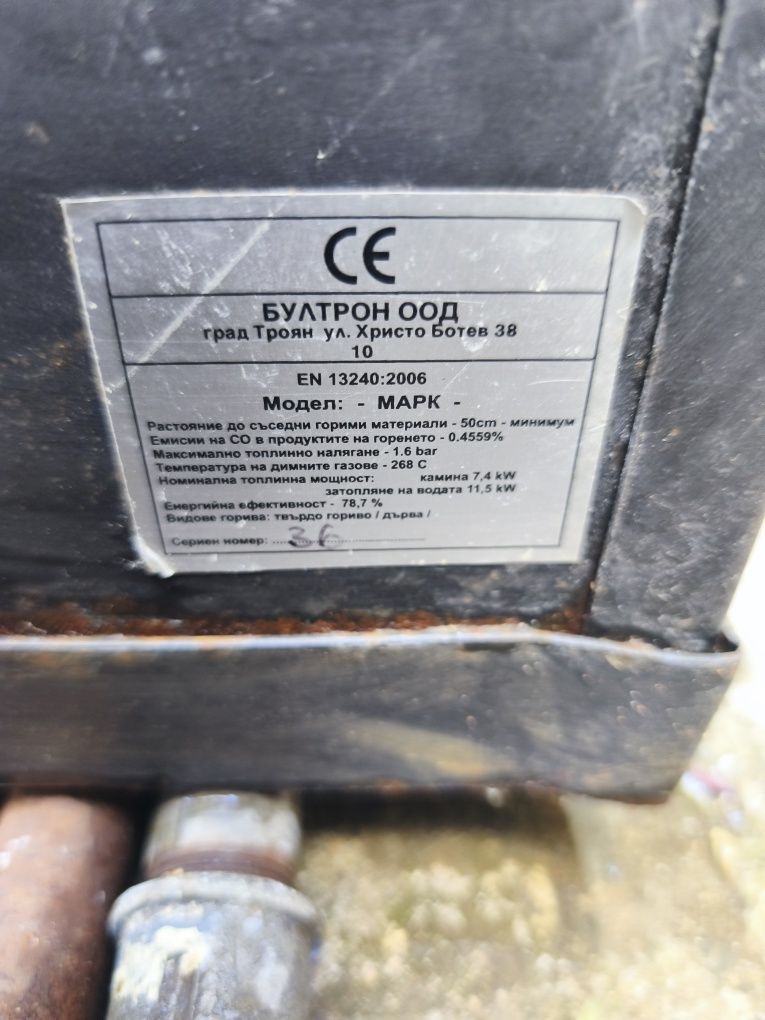 CE
БУЛТРОН ООД
град Троян ул. Христо Ботев 38
10
EN 13240:2006
Модел: - МАРК -
Растояние до съседни горими материали - 50cm - минимум
Емисии на СО в продуктите на горенето - 0.4559%
Максимално топлинно налягане - 1.6 bar
Температура на димните газове - 268 C
Номинална топлинна мощност: камина 7,4 kW
затопляне на водата 11,5 kW
Енергийна ефективност - 78,7 %
Видове горива: твърдо гориво / дърва /
Сериен номер: ...36...